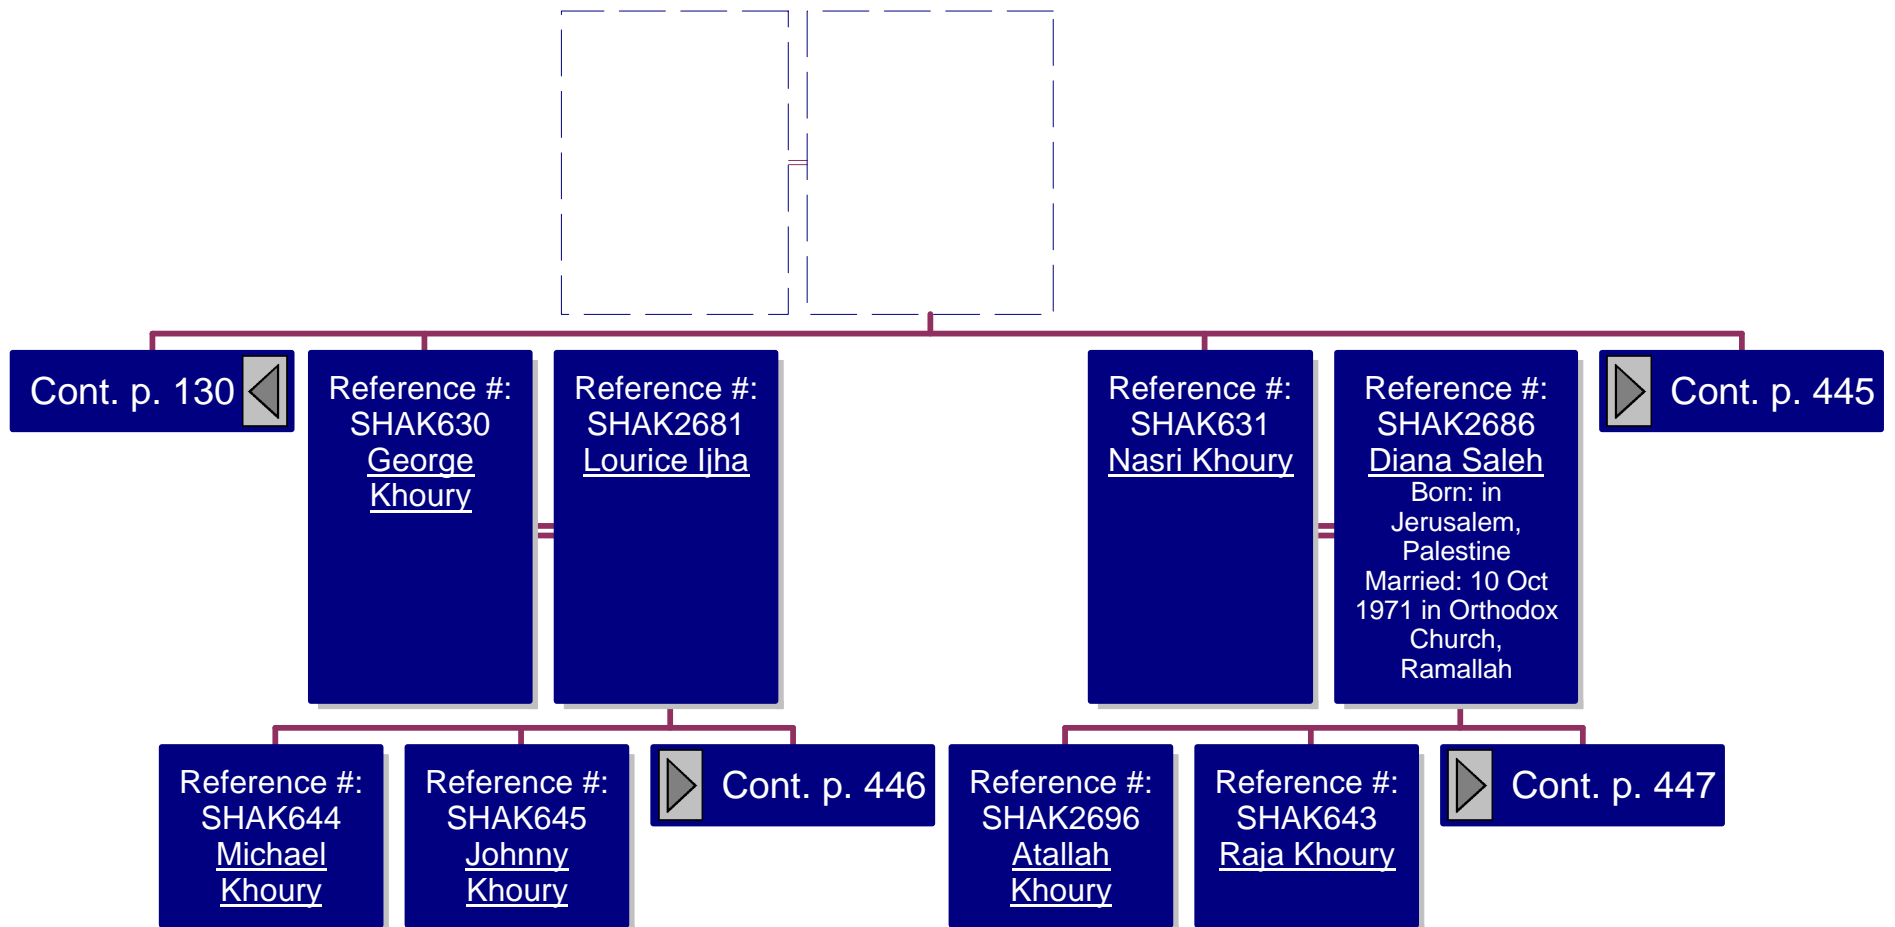 Cont. p. 130
Reference #:
SHAK630
George
Khoury
Reference #:
SHAK2681
Lourice Ijha
Reference #:
SHAK631
Nasri Khoury
Reference #:
SHAK2686
Diana Saleh
Born: in
Jerusalem,
Palestine
Married: 10 Oct
1971 in Orthodox
Church,
Ramallah
Cont. p. 445
Reference #:
SHAK644
Michael
Khoury
Reference #:
SHAK645
Johnny
Khoury
Cont. p. 446
Reference #:
SHAK2696
Atallah
Khoury
Reference #:
SHAK643
Raja Khoury
Cont. p. 447